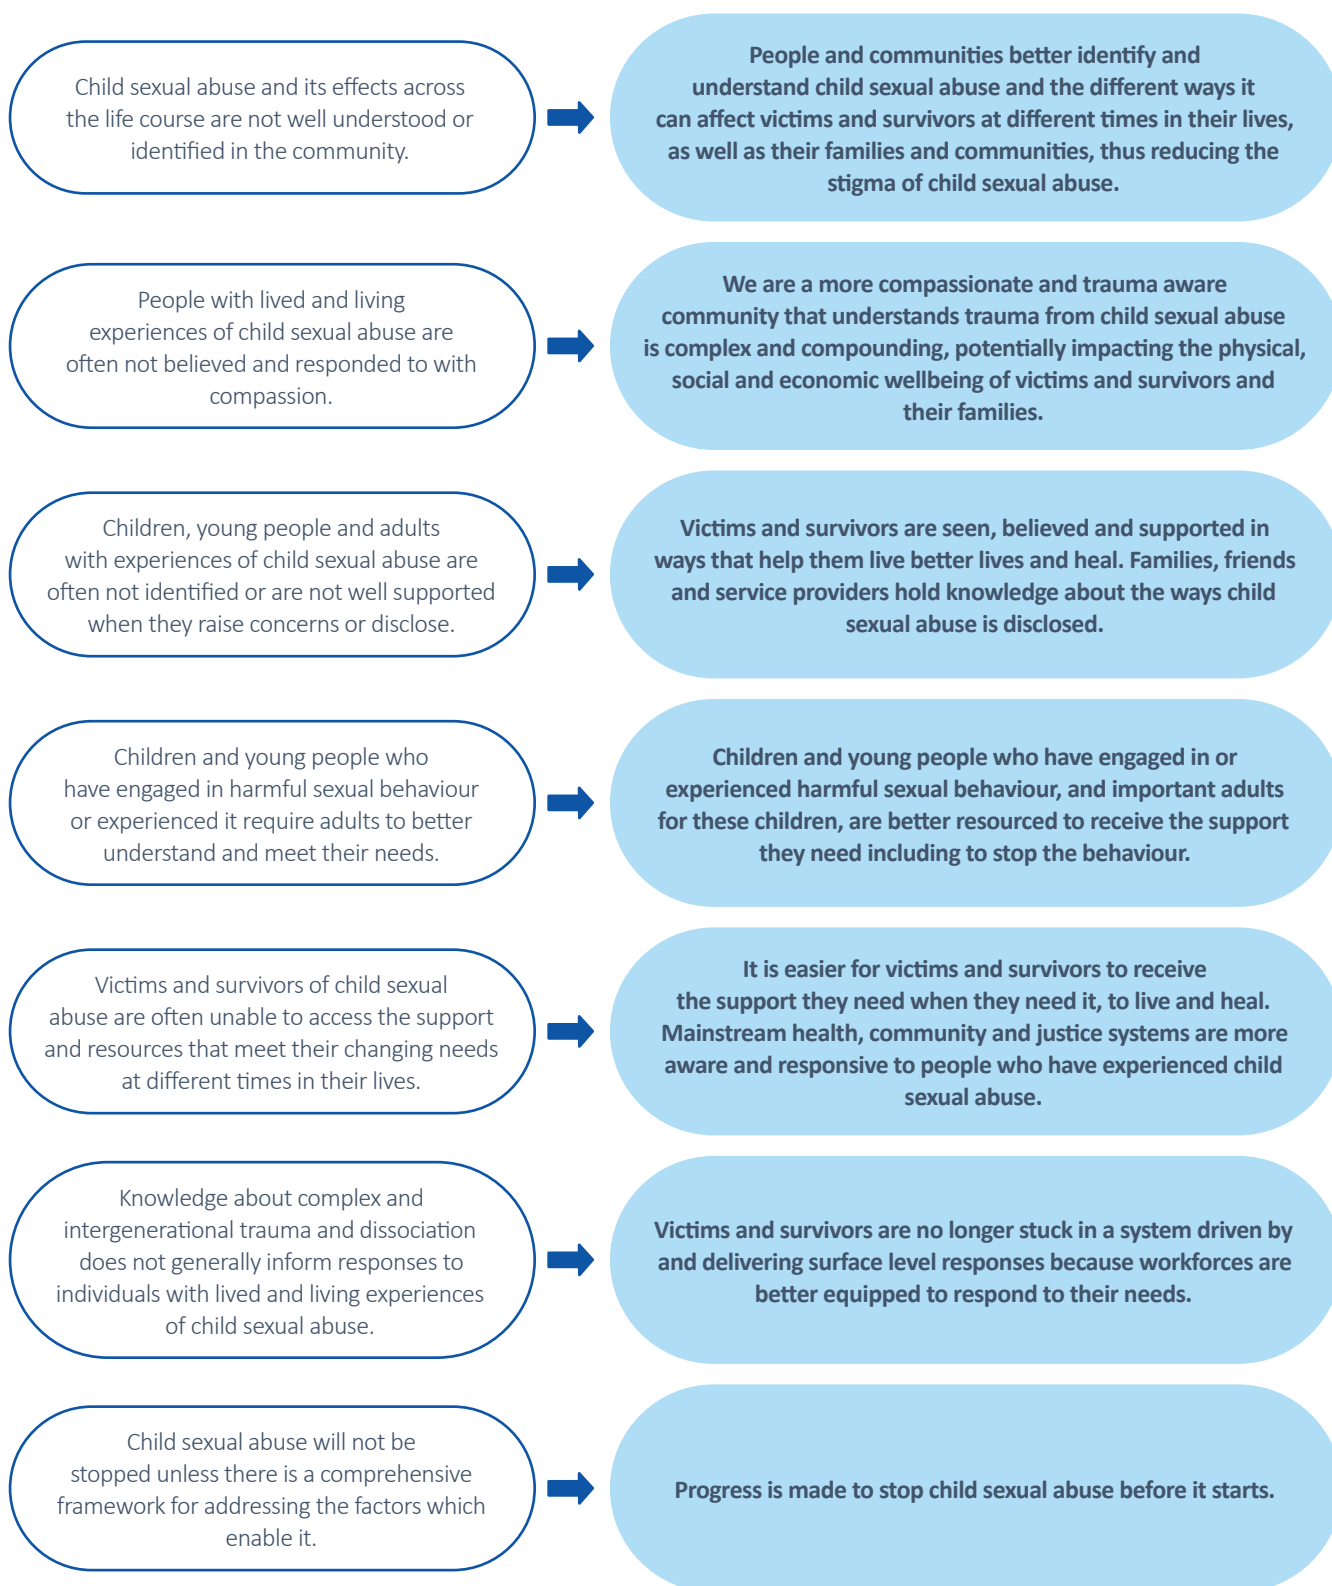 Child sexual abuse and its effects across
the life course are not well understood or
identified in the community.
People and communities better identify and
understand child sexual abuse and the different ways it
can affect victims and survivors at different times in their lives,
as well as their families and communities, thus reducing the
stigma of child sexual abuse.
People with lived and living
experiences of child sexual abuse are
often not believed and responded to with
compassion.
We are a more compassionate and trauma aware
community that understands trauma from child sexual abuse
is complex and compounding, potentially impacting the physical,
social and economic wellbeing of victims and survivors and
their families.
Children, young people and adults
with experiences of child sexual abuse are
often not identified or are not well supported
when they raise concerns or disclose.
Victims and survivors are seen, believed and supported in
ways that help them live better lives and heal. Families, friends
and service providers hold knowledge about the ways child
sexual abuse is disclosed.
Children and young people who
have engaged in harmful sexual behaviour
or experienced it require adults to better
understand and meet their needs.
Children and young people who have engaged in or
experienced harmful sexual behaviour, and important adults
for these children, are better resourced to receive the support
they need including to stop the behaviour.
Victims and survivors of child sexual
abuse are often unable to access the support
and resources that meet their changing needs
at different times in their lives.
It is easier for victims and survivors to receive
the support they need when they need it, to live and heal.
Mainstream health, community and justice systems are more
aware and responsive to people who have experienced child
sexual abuse.
Knowledge about complex and
intergenerational trauma and dissociation
does not generally inform responses to
individuals with lived and living experiences
of child sexual abuse.
Victims and survivors are no longer stuck in a system driven by
and delivering surface level responses because workforces are
better equipped to respond to their needs.
Child sexual abuse will not be
stopped unless there is a comprehensive
framework for addressing the factors which
enable it.
Progress is made to stop child sexual abuse before it starts.